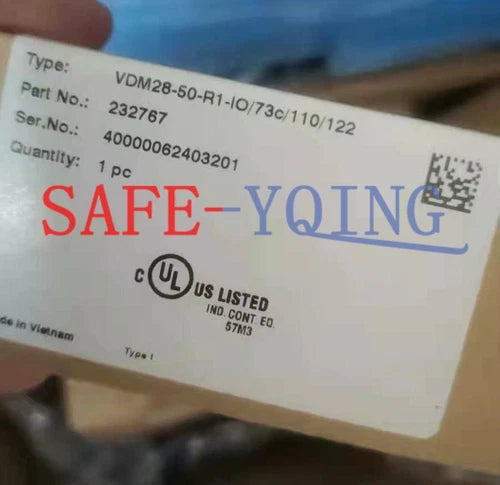 Type: VDM28-50-R1-IO/73c/110/122
Part No.: 232767
Ser.No.: 40000062403201
Quantity: 1 pc
SAFE-YQING
C UL US LISTED
IND. CONT. EQ.
57M3
de in Vietnam
Type 1